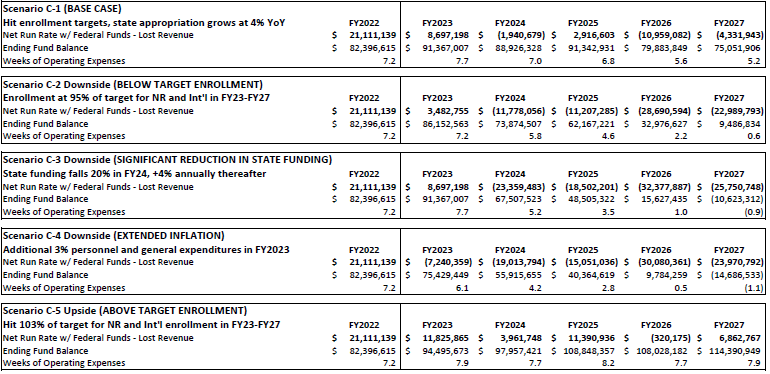 Scenario C-1 (BASE CASE)
Hit enrollment targets, state appropriation grows at 4% YoY FY2022 FY2023 FY2024 FY2025 FY2026 FY2027
Net Run Rate w/ Federal Funds - Lost Revenue $ 21,111,139 $ 8,697,198 $ (1,940,679) $ 2,916,603 $ (10,959,082) $ (4,331,943)
Ending Fund Balance $ 82,396,615 $ 91,367,007 $ 88,926,328 $ 91,342,931 $ 79,883,849 $ 75,051,906
Weeks of Operating Expenses 7.2 7.7 7.0 6.8 5.6 5.2
Scenario C-2 Downside (BELOW TARGET ENROLLMENT)
Enrollment at 95% of target for NR and Int'l in FY23-FY27 FY2022 FY2023 FY2024 FY2025 FY2026 FY2027
Net Run Rate w/ Federal Funds - Lost Revenue $ 21,111,139 $ 3,482,755 $ (11,778,056) $ (11,207,285) $ (28,690,594) $ (22,989,793)
Ending Fund Balance $ 82,396,615 $ 86,152,563 $ 73,874,507 $ 62,167,221 $ 32,976,627 $ 9,486,834
Weeks of Operating Expenses 7.2 7.2 5.8 4.6 2.2 0.6
Scenario C-3 Downside (SIGNIFICANT REDUCTION IN STATE FUNDING)
State funding falls 20% in FY24, +4% annually thereafter FY2022 FY2023 FY2024 FY2025 FY2026 FY2027
Net Run Rate w/ Federal Funds - Lost Revenue $ 21,111,139 $ 8,697,198 $ (23,359,483) $ (18,502,201) $ (32,377,887) $ (25,750,748)
Ending Fund Balance $ 82,396,615 $ 91,367,007 $ 67,507,523 $ 48,505,322 $ 15,627,435 $ (10,623,312)
Weeks of Operating Expenses 7.2 7.7 5.2 3.5 1.0 (0.9)
Scenario C-4 Downside (EXTENDED INFLATION)
Additional 3% personnel and general expenditures in FY2023 FY2022 FY2023 FY2024 FY2025 FY2026 FY2027
Net Run Rate w/ Federal Funds - Lost Revenue $ 21,111,139 $ (7,240,359) $ (19,013,794) $ (15,051,036) $ (30,080,361) $ (23,970,792)
Ending Fund Balance $ 82,396,615 $ 75,429,449 $ 55,915,655 $ 40,364,619 $ 9,784,259 $ (14,686,533)
Weeks of Operating Expenses 7.2 6.1 4.2 2.8 0.5 (1.1)
Scenario C-5 Upside (ABOVE TARGET ENROLLMENT)
Hit 103% of target for NR and Int'l enrollment in FY23-FY27 FY2022 FY2023 FY2024 FY2025 FY2026 FY2027
Net Run Rate w/ Federal Funds - Lost Revenue $ 21,111,139 $ 11,825,865 $ 3,961,748 $ 11,390,936 $ (320,175) $ 6,862,767
Ending Fund Balance $ 82,396,615 $ 94,495,673 $ 97,957,421 $ 108,848,357 $ 108,028,182 $ 114,390,949
Weeks of Operating Expenses 7.2 7.9 7.7 8.2 7.7 7.9